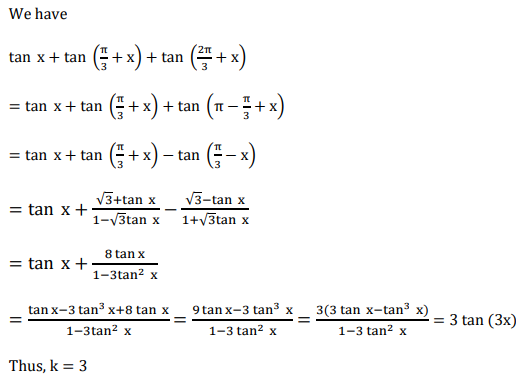 We have
tan x + tan (π/3 + x) + tan (2π/3 + x)
= tan x + tan (π/3 + x) + tan (π − π/3 + x)
= tan x + tan (π/3 + x) − tan (π/3 − x)
= tan x + (√3+tan x)/(1−√3tan x) − (√3−tan x)/(1+√3tan x)
= tan x + (8 tan x)/(1−3tan² x)
= (tan x−3 tan³ x+8 tan x)/(1−3tan² x) = (9 tan x−3 tan³ x)/(1−3 tan² x) = (3(3 tan x−tan³ x))/(1−3 tan² x) = 3 tan (3x)
Thus, k = 3